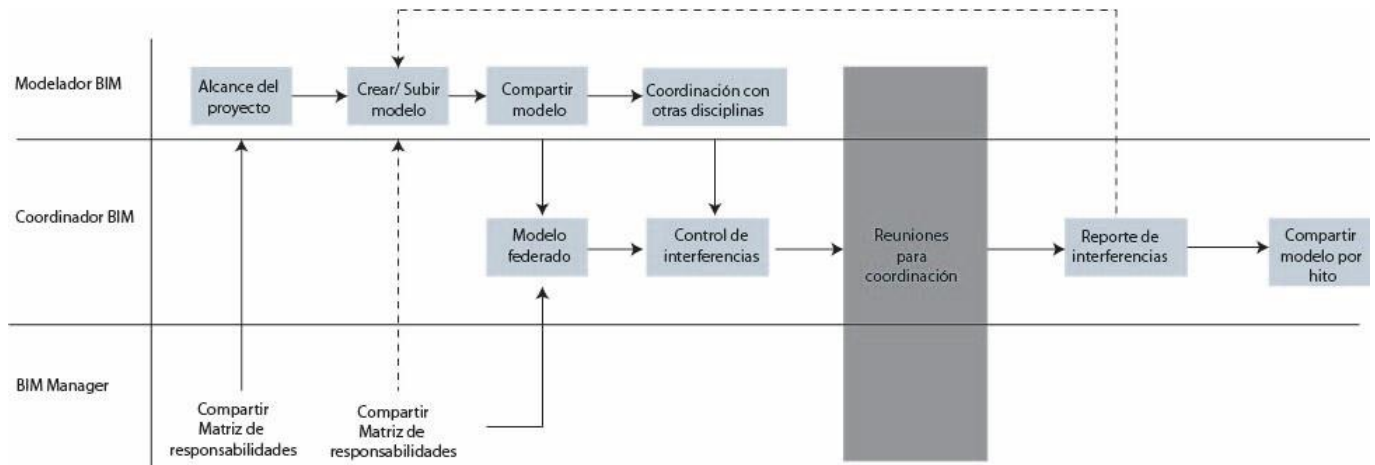 Modelador BIM
Alcance del
proyecto
Crear/ Subir
modelo
Compartir
modelo
Coordinación con
otras disciplinas
Coordinador BIM
Modelo
federado
Control de
interferencias
Reuniones
para
coordinación
Reporte de
interferencias
Compartir
modelo por
hito
BIM Manager
Compartir
Matriz de
responsabilidades
Compartir
Matriz de
responsabilidades